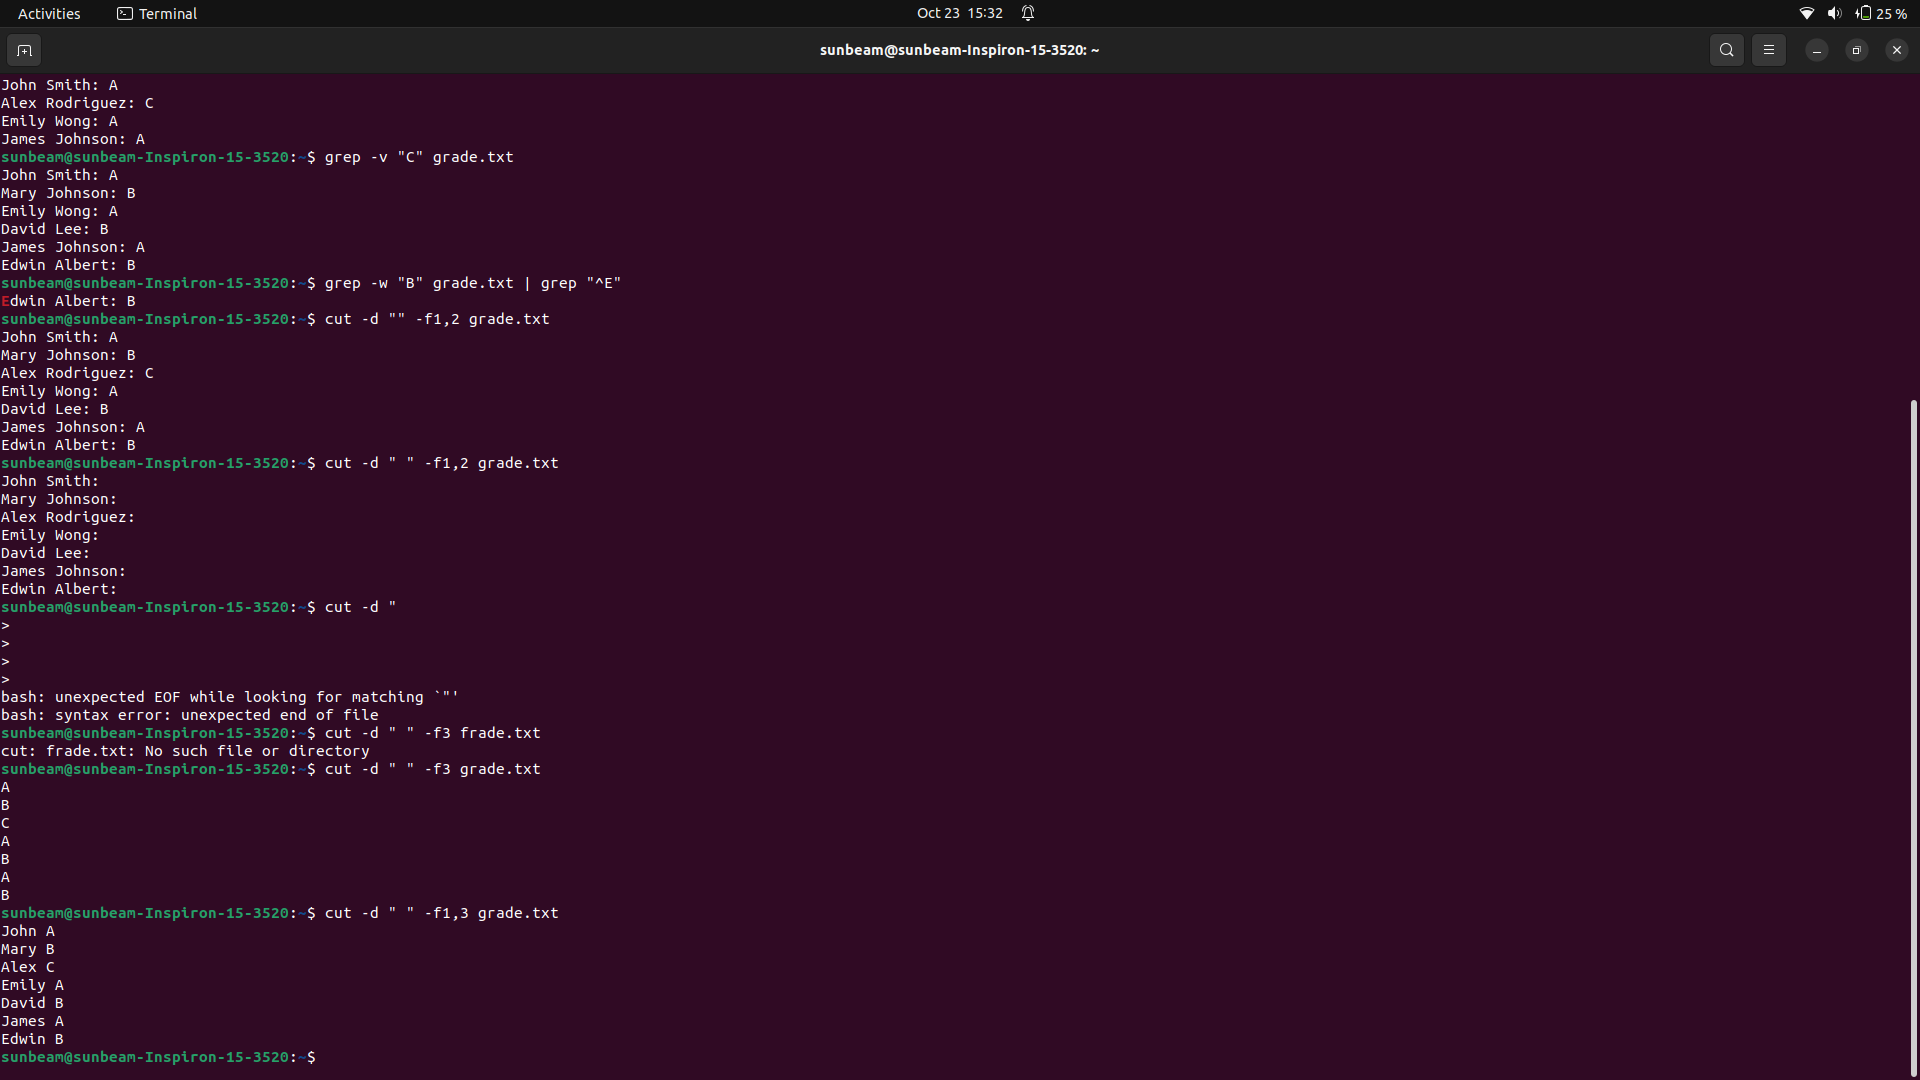 Activities Terminal Oct 23 15:32 25 %
sunbeam@sunbeam-Inspiron-15-3520: ~
John Smith: A
Alex Rodriguez: C
Emily Wong: A
James Johnson: A
sunbeam@sunbeam-Inspiron-15-3520:~$ grep -v "C" grade.txt
John Smith: A
Mary Johnson: B
Emily Wong: A
David Lee: B
James Johnson: A
Edwin Albert: B
sunbeam@sunbeam-Inspiron-15-3520:~$ grep -w "B" grade.txt | grep "^E"
Edwin Albert: B
sunbeam@sunbeam-Inspiron-15-3520:~$ cut -d "" -f1,2 grade.txt
John Smith: A
Mary Johnson: B
Alex Rodriguez: C
Emily Wong: A
David Lee: B
James Johnson: A
Edwin Albert: B
sunbeam@sunbeam-Inspiron-15-3520:~$ cut -d " " -f1,2 grade.txt
John Smith:
Mary Johnson:
Alex Rodriguez:
Emily Wong:
David Lee:
James Johnson:
Edwin Albert:
sunbeam@sunbeam-Inspiron-15-3520:~$ cut -d "
>
>
>
>
bash: unexpected EOF while looking for matching `"'
bash: syntax error: unexpected end of file
sunbeam@sunbeam-Inspiron-15-3520:~$ cut -d " " -f3 frade.txt
cut: frade.txt: No such file or directory
sunbeam@sunbeam-Inspiron-15-3520:~$ cut -d " " -f3 grade.txt
A
B
C
A
B
A
B
sunbeam@sunbeam-Inspiron-15-3520:~$ cut -d " " -f1,3 grade.txt
John A
Mary B
Alex C
Emily A
David B
James A
Edwin B
sunbeam@sunbeam-Inspiron-15-3520:~$